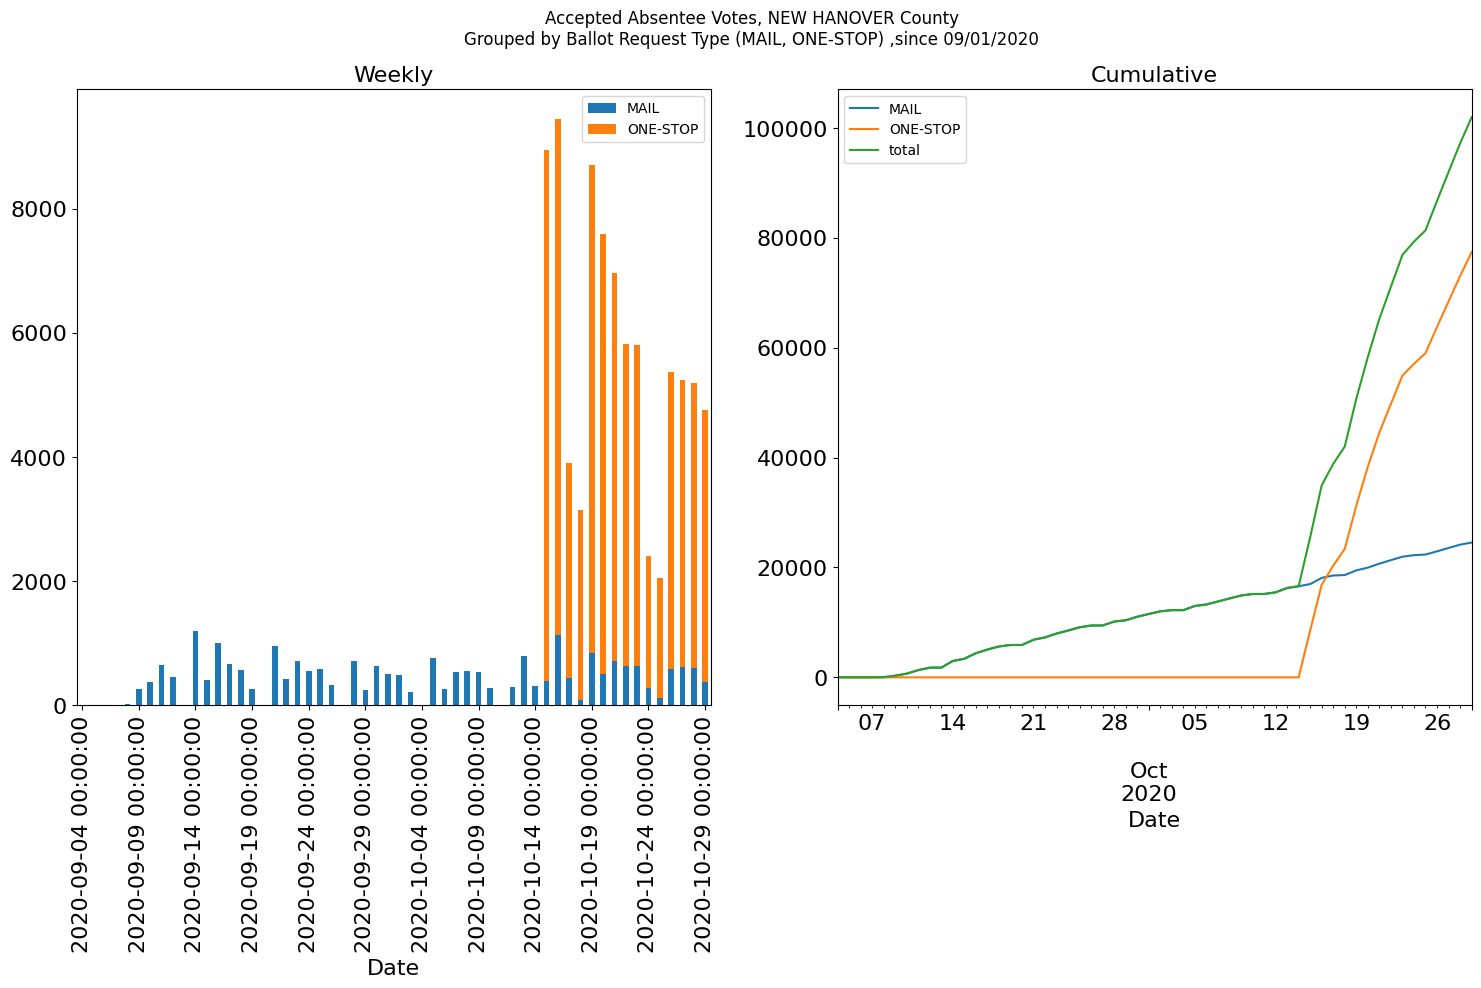 Accepted Absentee Votes, NEW HANOVER County
Grouped by Ballot Request Type (MAIL, ONE-STOP) ,since 09/01/2020
Weekly
MAIL
ONE-STOP
8000
6000
4000
2000
0
2020-09-04 00:00:00
2020-09-09 00:00:00
2020-09-14 00:00:00
2020-09-19 00:00:00
2020-09-24 00:00:00
2020-09-29 00:00:00
2020-10-04 00:00:00
2020-10-09 00:00:00
2020-10-14 00:00:00
2020-10-19 00:00:00
2020-10-24 00:00:00
2020-10-29 00:00:00
Date
Cumulative
MAIL
ONE-STOP
total
100000
80000
60000
40000
20000
0
07 14 21 28 05 12 19 26
Oct
2020
Date